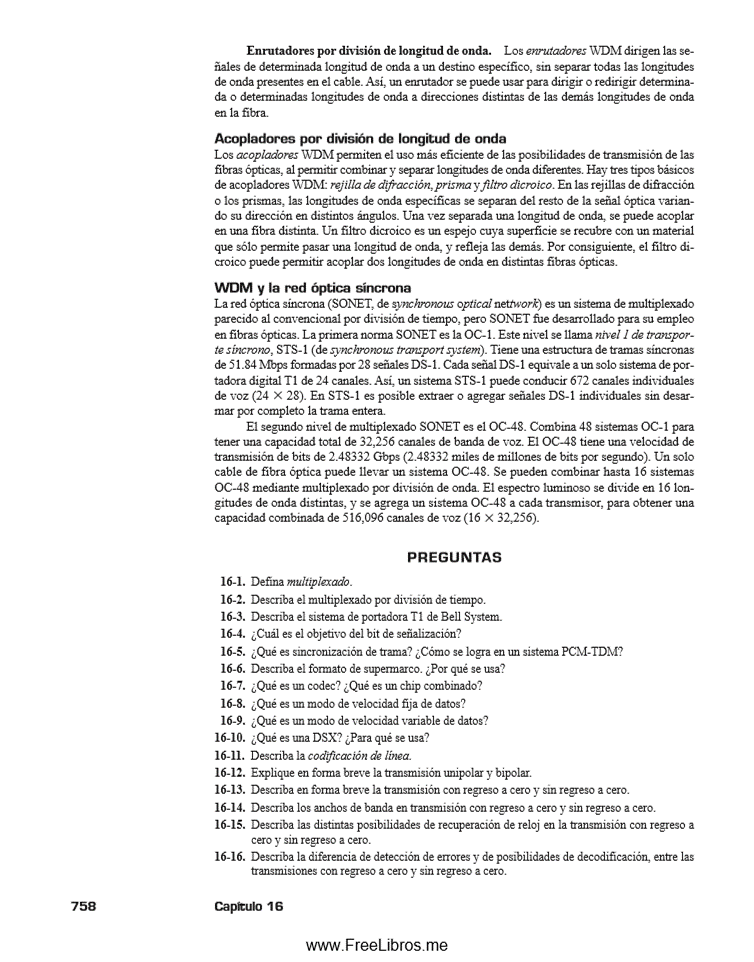 Enrutadores por división de longitud de onda. Los enrutadores WDM dirigen las se-
ñales de determinada longitud de onda a un destino específico, sin separar todas las longitudes
de onda presentes en el cable. Así, un enrutador se puede usar para dirigir o redirigir determina-
da o determinadas longitudes de onda a direcciones distintas de las demás longitudes de onda
en la fibra.
Acopladores por división de longitud de onda
Los acopladores WDM permiten el uso más eficiente de las posibilidades de transmisión de las
fibras ópticas, al permitir combinar y separar longitudes de onda diferentes. Hay tres tipos básicos
de acopladores WDM: rejilla de difracción, prisma y filtro dicroico. En las rejillas de difracción
o los prismas, las longitudes de onda específicas se separan del resto de la señal óptica varian-
do su dirección en distintos ángulos. Una vez separada una longitud de onda, se puede acoplar
en una fibra distinta. Un filtro dicroico es un espejo cuya superficie se recubre con un material
que sólo permite pasar una longitud de onda, y refleja las demás. Por consiguiente, el filtro di-
croico puede permitir acoplar dos longitudes de onda en distintas fibras ópticas.
WDM y la red óptica síncrona
La red óptica síncrona (SONET, de synchronous optical network) es un sistema de multiplexado
parecido al convencional por división de tiempo, pero SONET fue desarrollado para su empleo
en fibras ópticas. La primera norma SONET es la OC-1. Este nivel se llama nivel 1 de transpor-
te síncrono, STS-1 (de synchronous transport system). Tiene una estructura de tramas síncronas
de 51.84 Mbps formadas por 28 señales DS-1. Cada señal DS-1 equivale a un solo sistema de por-
tadora digital T1 de 24 canales. Así, un sistema STS-1 puede conducir 672 canales individuales
de voz (24 × 28). En STS-1 es posible extraer o agregar señales DS-1 individuales sin desar-
mar por completo la trama entera.
El segundo nivel de multiplexado SONET es el OC-48. Combina 48 sistemas OC-1 para
tener una capacidad total de 32,256 canales de banda de voz. El OC-48 tiene una velocidad de
transmisión de bits de 2.48332 Gbps (2.48332 miles de millones de bits por segundo). Un solo
cable de fibra óptica puede llevar un sistema OC-48. Se pueden combinar hasta 16 sistemas
OC-48 mediante multiplexado por división de onda. El espectro luminoso se divide en 16 lon-
gitudes de onda distintas, y se agrega un sistema OC-48 a cada transmisor, para obtener una
capacidad combinada de 516,096 canales de voz (16 × 32,256).
PREGUNTAS
16-1. Defina multiplexado.
16-2. Describa el multiplexado por división de tiempo.
16-3. Describa el sistema de portadora T1 de Bell System.
16-4. ¿Cuál es el objetivo del bit de señalización?
16-5. ¿Qué es sincronización de trama? ¿Cómo se logra en un sistema PCM-TDM?
16-6. Describa el formato de supermarco. ¿Por qué se usa?
16-7. ¿Qué es un codec? ¿Qué es un chip combinado?
16-8. ¿Qué es un modo de velocidad fija de datos?
16-9. ¿Qué es un modo de velocidad variable de datos?
16-10. ¿Qué es una DSX? ¿Para qué se usa?
16-11. Describa la codificación de línea.
16-12. Explique en forma breve la transmisión unipolar y bipolar.
16-13. Describa en forma breve la transmisión con regreso a cero y sin regreso a cero.
16-14. Describa los anchos de banda en transmisión con regreso a cero y sin regreso a cero.
16-15. Describa las distintas posibilidades de recuperación de reloj en la transmisión con regreso a
cero y sin regreso a cero.
16-16. Describa la diferencia de detección de errores y de posibilidades de decodificación, entre las
transmisiones con regreso a cero y sin regreso a cero.
758 Capítulo 16
www.FreeLibros.me